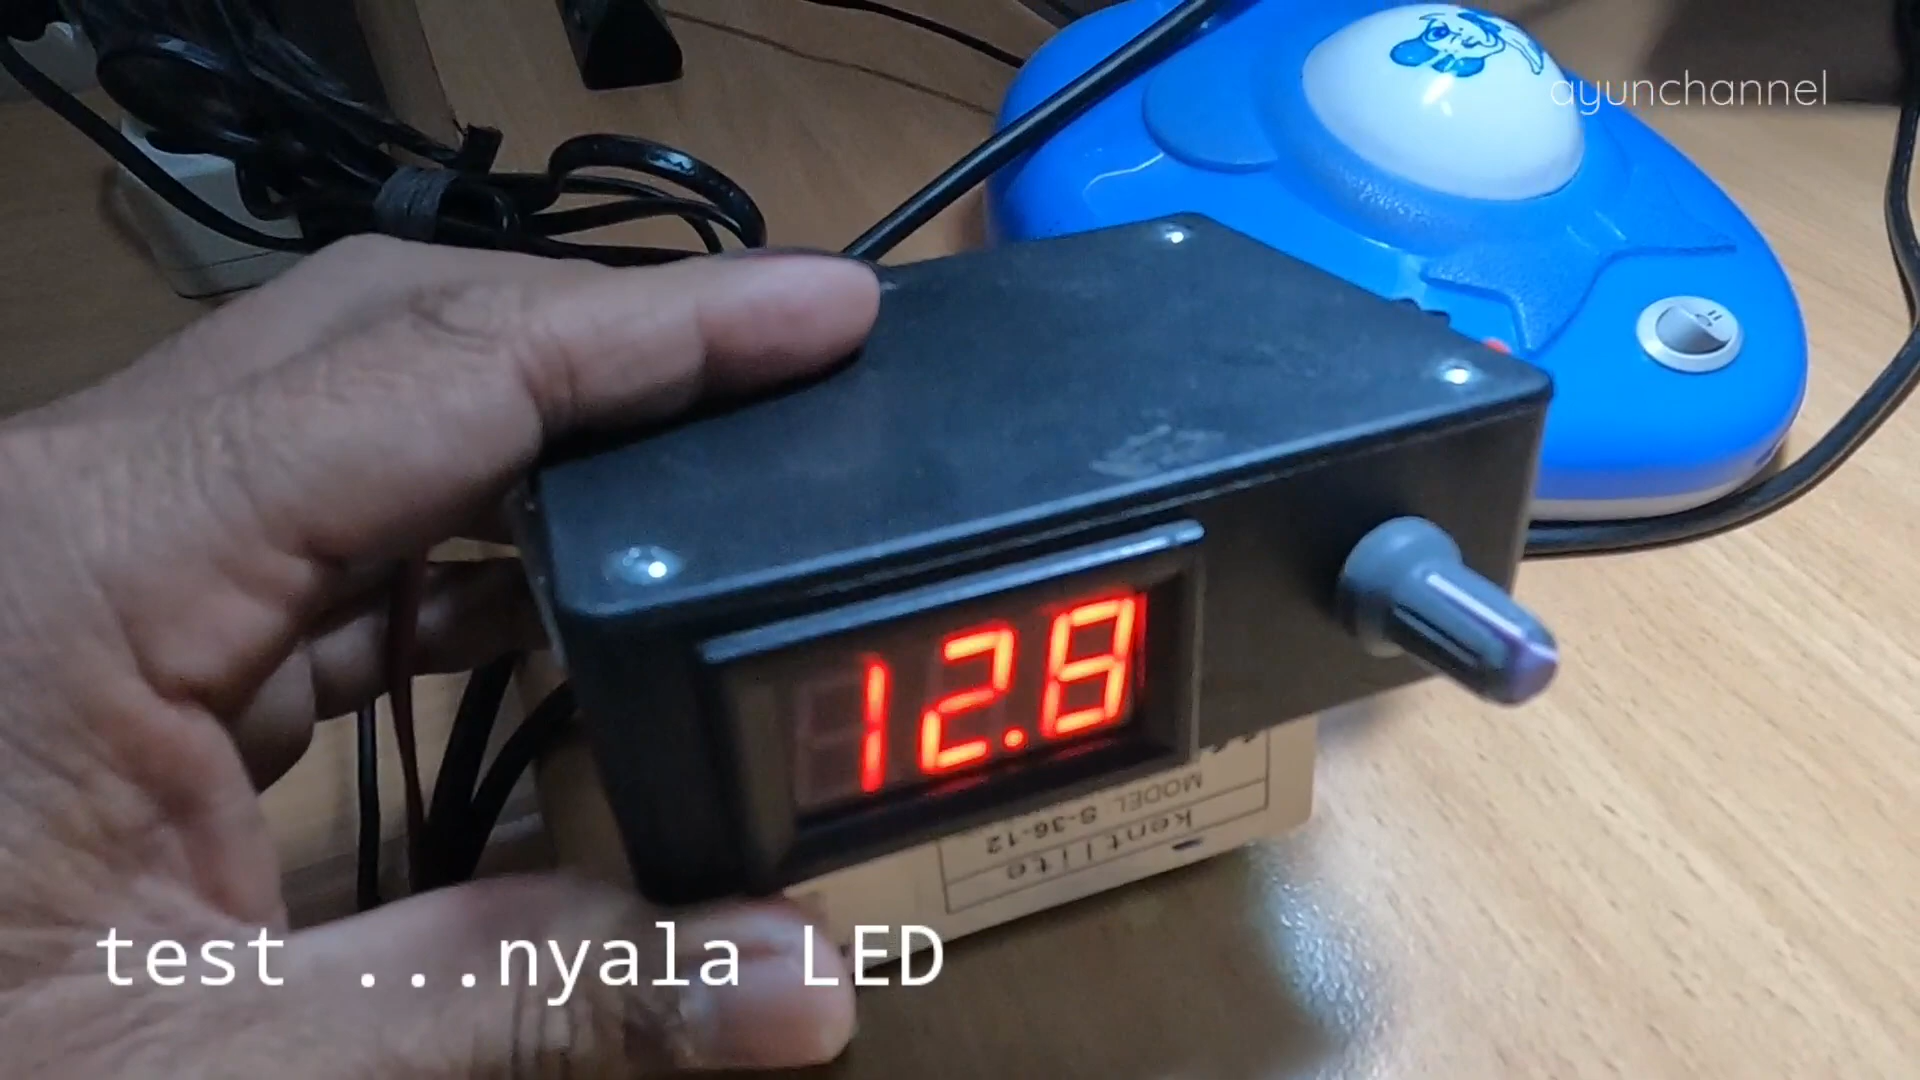 ayunchannel
12.8
MODEL: S-36-12
kentlite
test ...nyala LED